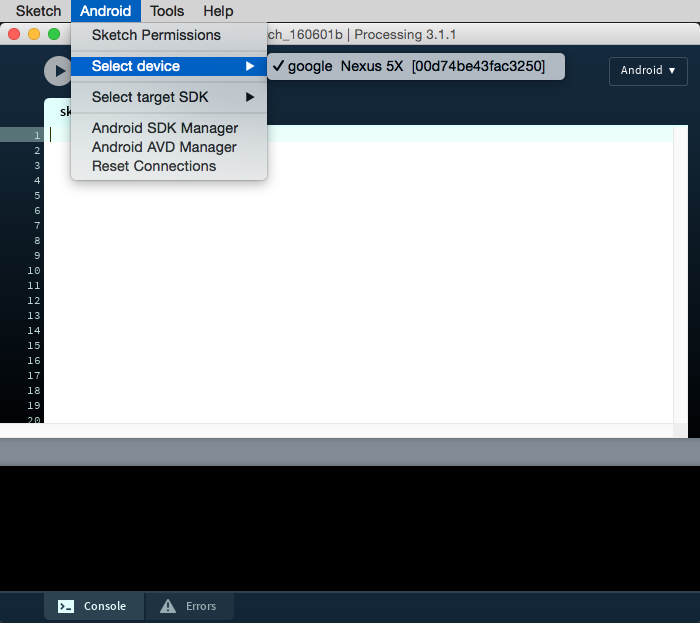 Sketch Android Tools Help
ch_160601b | Processing 3.1.1
Sketch Permissions
Select device ▶ ✓ google Nexus 5X [00d74be43fac3250]
Android ▼
Select target SDK ▶
sk
Android SDK Manager
Android AVD Manager
Reset Connections
1
2
3
4
5
6
7
8
9
10
11
12
13
14
15
16
17
18
19
20
Console Errors